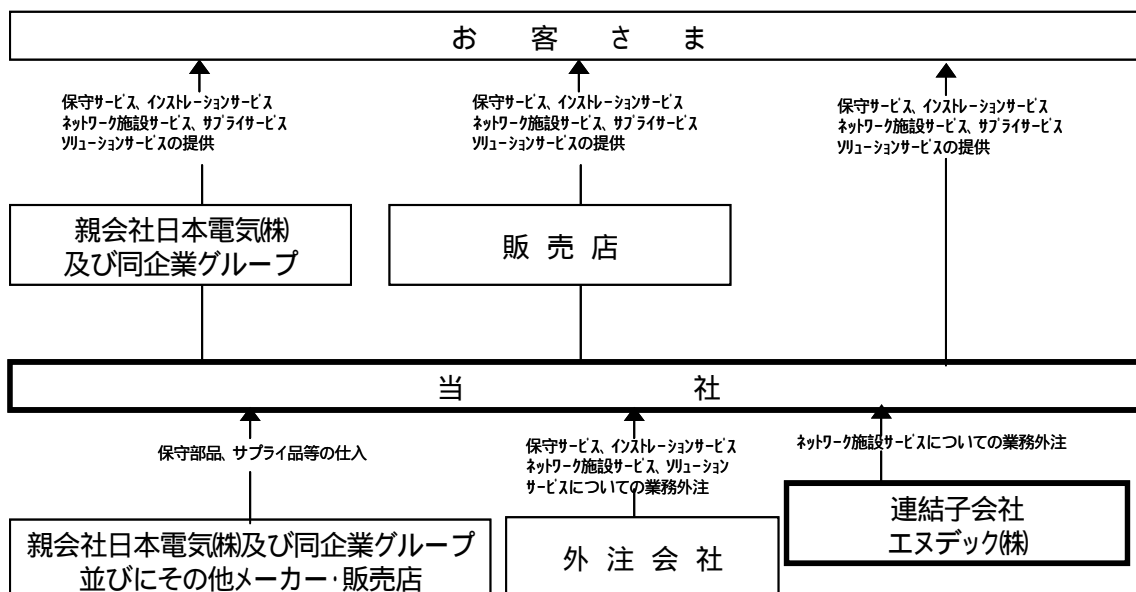 お 客 さ ま
保守サービス、インストレーションサービス
ネットワーク施設サービス、サプライサービス
ソリューションサービスの提供
保守サービス、インストレーションサービス
ネットワーク施設サービス、サプライサービス
ソリューションサービスの提供
保守サービス、インストレーションサービス
ネットワーク施設サービス、サプライサービス
ソリューションサービスの提供
親会社日本電気㈱
及び同企業グループ
販 売 店
当 社
保守部品、サプライ品等の仕入
保守サービス、インストレーションサービス
ネットワーク施設サービス、ソリューション
サービスについての業務外注
ネットワーク施設サービスについての業務外注
親会社日本電気(株)及び同企業グループ
並びにその他メーカー・販売店
外 注 会 社
連結子会社
エヌデック(株)